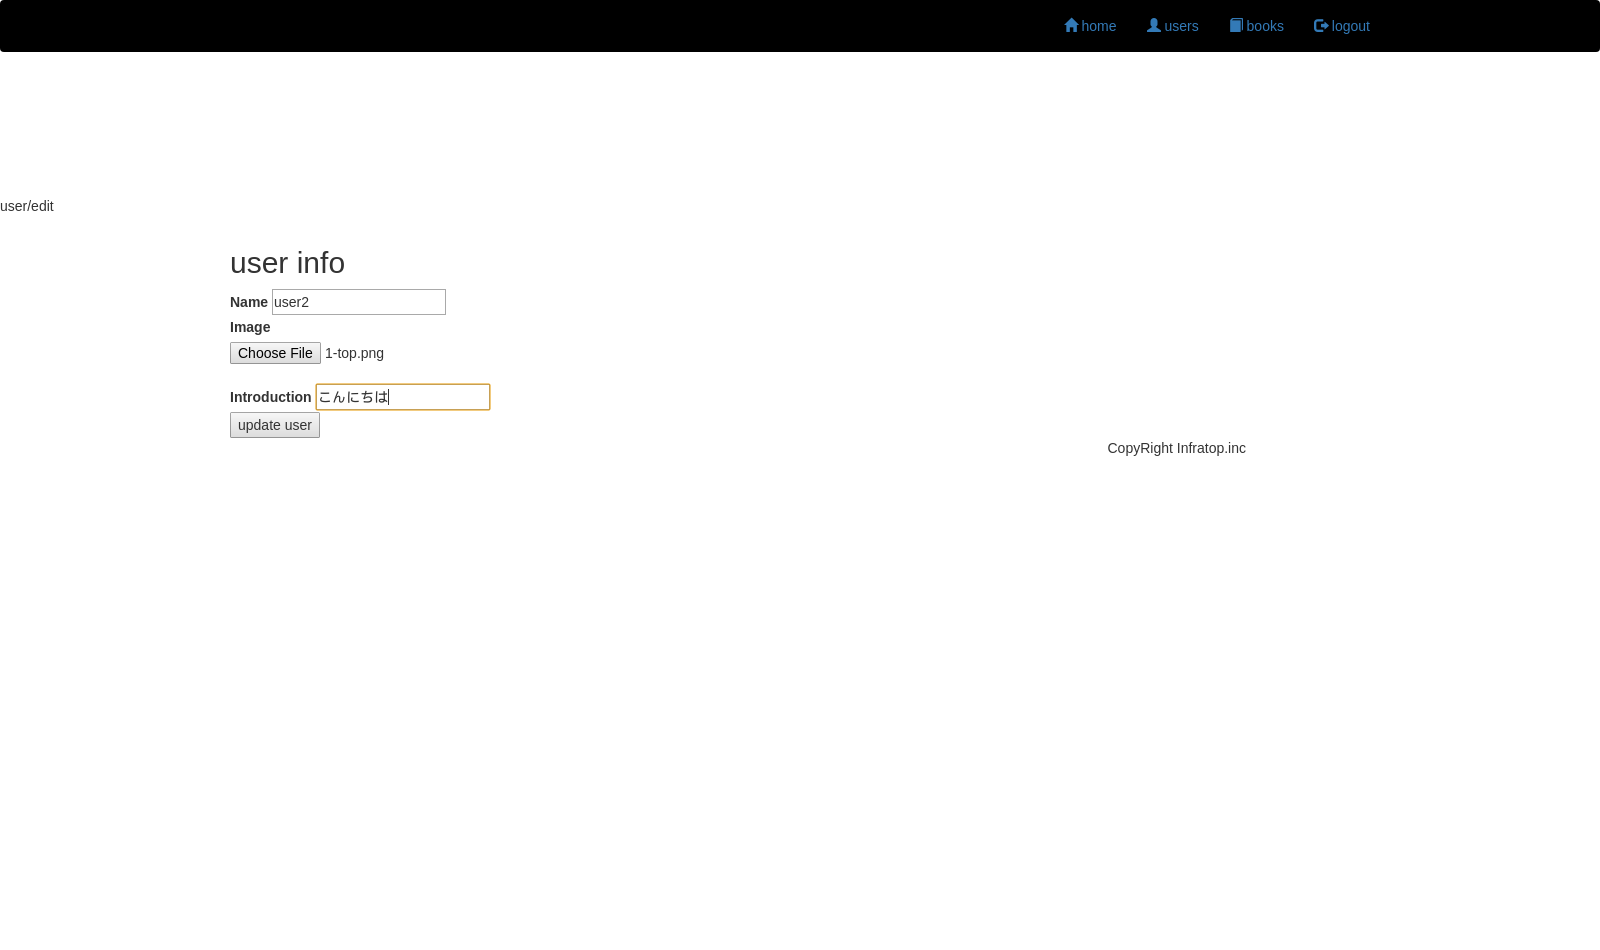 home users books logout
user/edit
user info
Name user2
Image
Choose File 1-top.png
Introduction こんにちは
update user
CopyRight Infratop.inc